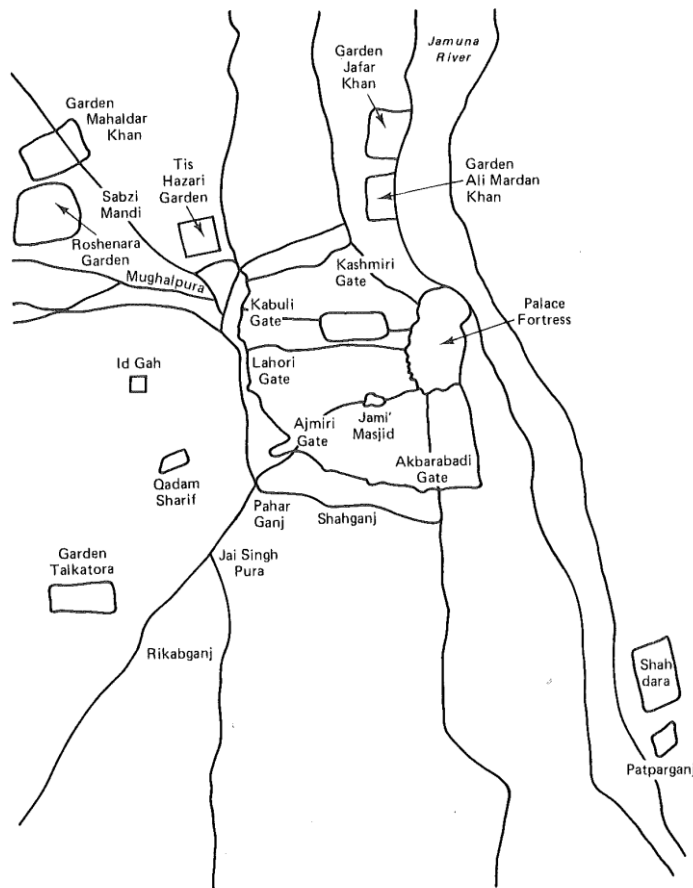 Garden
Jafar
Khan
Jamuna
River
Garden
Mahaldar
Khan
Tis
Hazari
Garden
Garden
Ali Mardan
Khan
Sabzi
Mandi
Roshenara
Garden
Mughalpura
Kashmiri
Gate
Kabuli
Gate
Palace
Fortress
Id Gah
Lahori
Gate
Ajmiri
Gate
Jami'
Masjid
Akbarabadi
Gate
Qadam
Sharif
Pahar
Ganj
Shahganj
Garden
Talkatora
Jai Singh
Pura
Rikabganj
Shah
dara
Patparganj